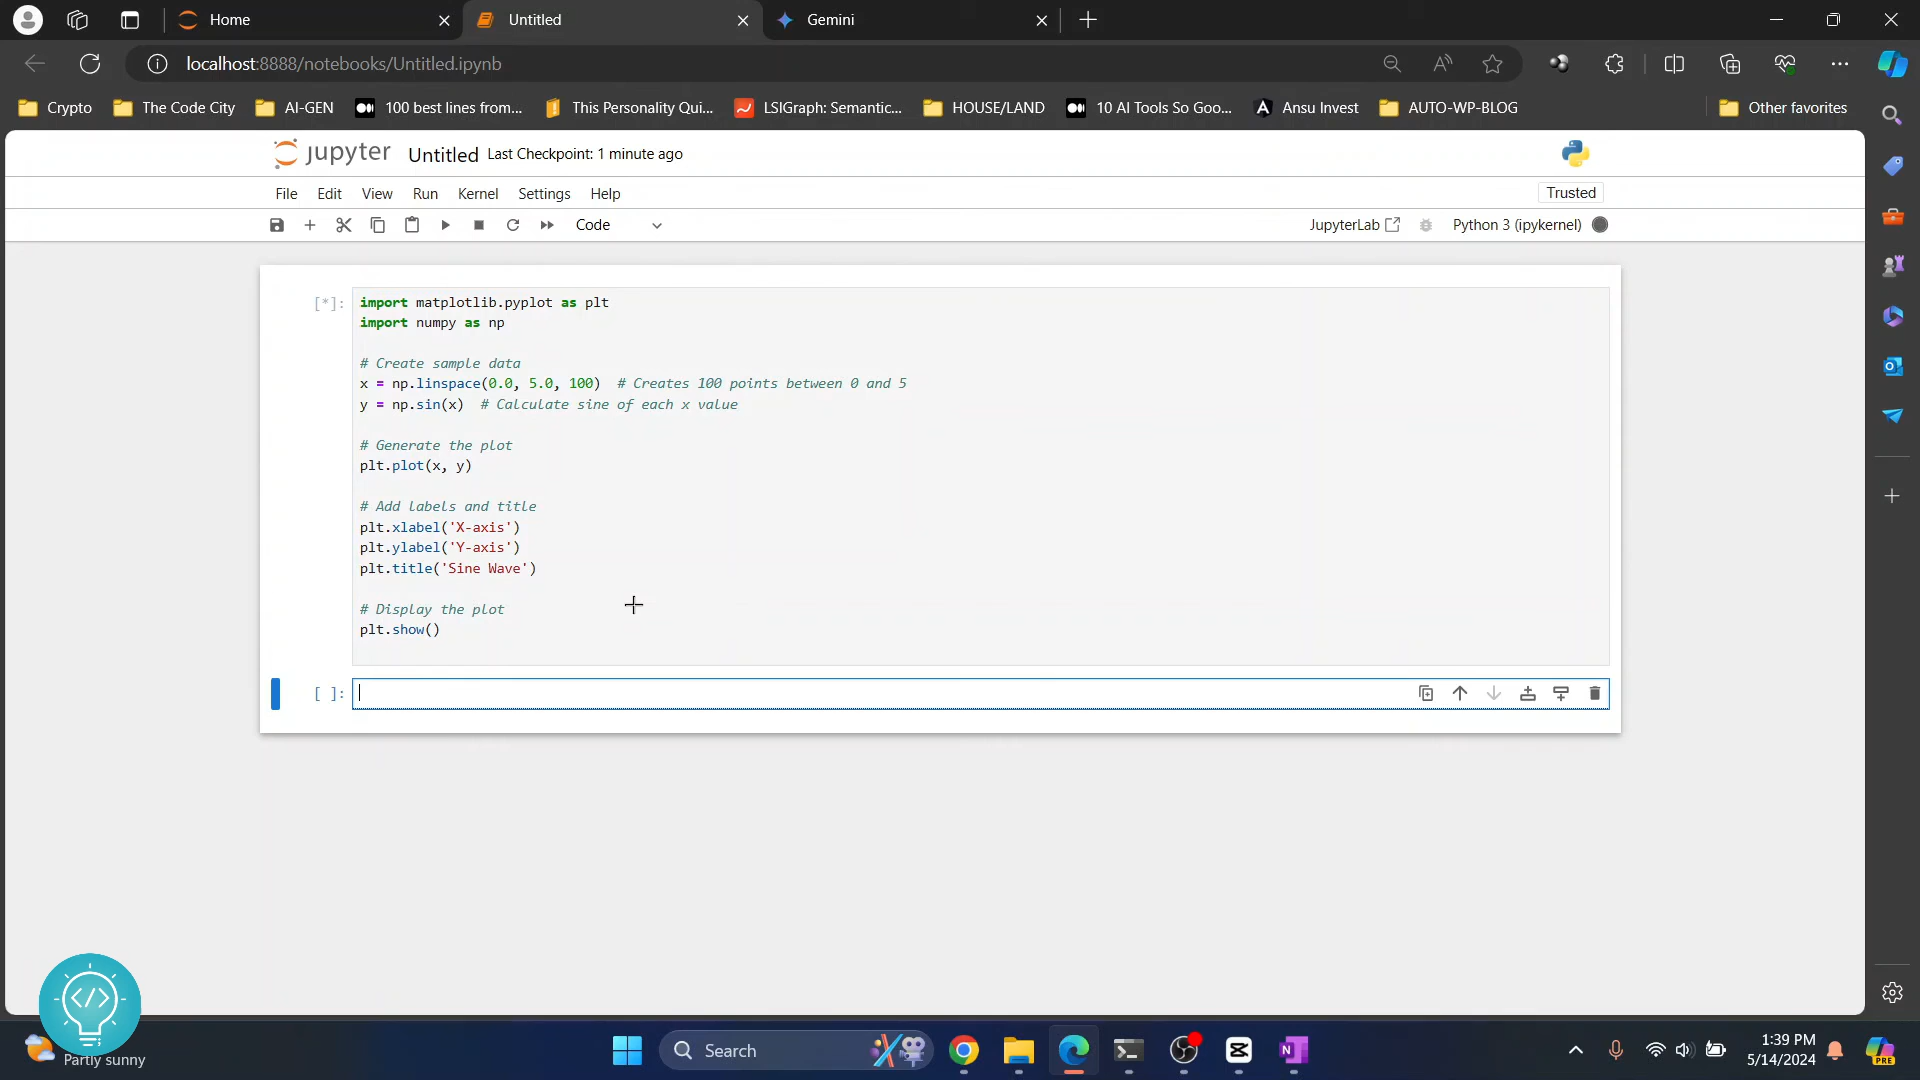 Home
Untitled
Gemini
localhost:8888/notebooks/Untitled.ipynb
Crypto
The Code City
AI-GEN
100 best lines from...
This Personality Qui...
LSIGraph: Semantic...
HOUSE/LAND
10 AI Tools So Goo...
Ansu Invest
AUTO-WP-BLOG
Other favorites
jupyter Untitled Last Checkpoint: 1 minute ago
File Edit View Run Kernel Settings Help
Trusted
Code
JupyterLab
Python 3 (ipykernel)
[*]:
import matplotlib.pyplot as plt
import numpy as np
# Create sample data
x = np.linspace(0.0, 5.0, 100)  # Creates 100 points between 0 and 5
y = np.sin(x)  # Calculate sine of each x value
# Generate the plot
plt.plot(x, y)
# Add labels and title
plt.xlabel('X-axis')
plt.ylabel('Y-axis')
plt.title('Sine Wave')
# Display the plot
plt.show()
[ ]:
</>
Partly sunny
Search
1:39 PM
5/14/2024
PRE